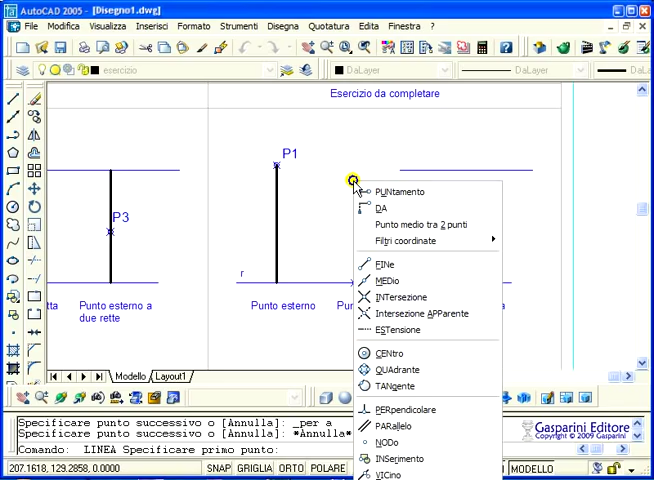 AutoCAD 2005 - [Disegno1.dwg]
File Modifica Inserisci Formato Strumenti Disegna Quotatura Edita Finestra ?
esercizio
DaLayer
DaLayer
DaL
Esercizio da completare
P1
P3
r
tta
Punto esterno a
due rette
Punto esterno
PUNtamento
DA
Punto medio tra 2 punti
Filtri coordinate
FINe
MEDio
INTersezione
Intersezione APParente
ESTensione
CENtro
QUAdrante
TANgente
PERpendicolare
PARallelo
NODo
INSerimento
VICino
Modello
Layout1
Specificare punto successivo o [Annulla]: _per a
Specificare punto successivo o [Annulla]: *Annulla*
Comando: LINEA Specificare primo punto:
Gasparini Editore
Copyright © 2009 Gasparini
207.1618, 129.2858, 0.0000
SNAP GRIGLIA ORTO POLARE
MODELLO